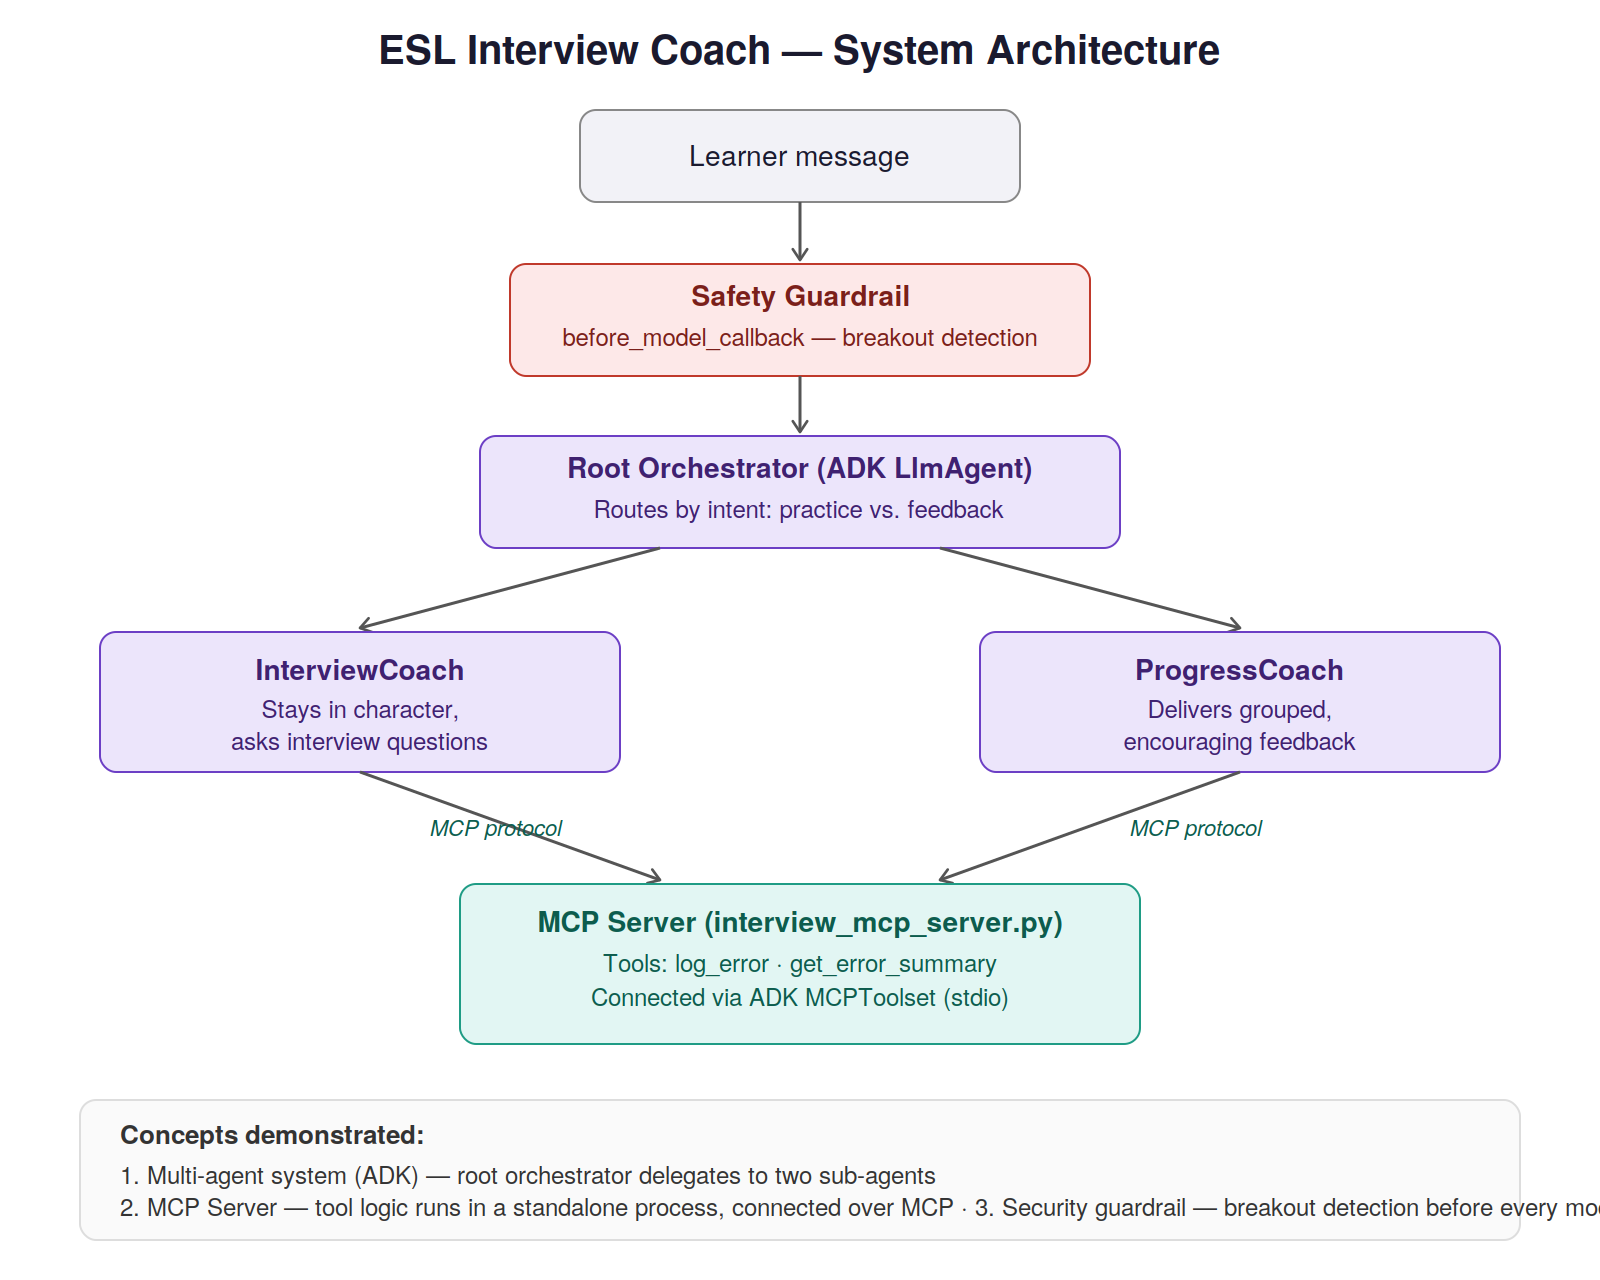 ESL Interview Coach — System Architecture
Learner message
Safety Guardrail
before_model_callback — breakout detection
Root Orchestrator (ADK LlmAgent)
Routes by intent: practice vs. feedback
InterviewCoach
Stays in character,
asks interview questions
ProgressCoach
Delivers grouped,
encouraging feedback
MCP protocol
MCP protocol
MCP Server (interview_mcp_server.py)
Tools: log_error · get_error_summary
Connected via ADK MCPToolset (stdio)
Concepts demonstrated:
1. Multi-agent system (ADK) — root orchestrator delegates to two sub-agents
2. MCP Server — tool logic runs in a standalone process, connected over MCP · 3. Security guardrail — breakout detection before every